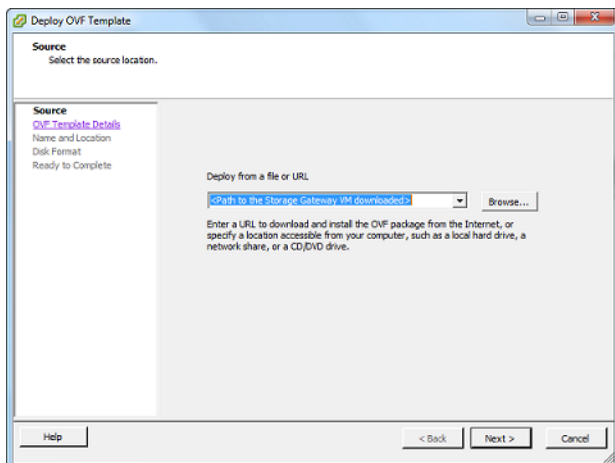 Deploy OVF Template
Source
Select the source location.
Source
OVF Template Details
Name and Location
Disk Format
Ready to Complete
Deploy from a file or URL
<Path to the Storage Gateway VM downloaded>
Browse...
Enter a URL to download and install the OVF package from the Internet, or
specify a location accessible from your computer, such as a local hard drive, a
network share, or a CD/DVD drive.
Help
< Back
Next >
Cancel